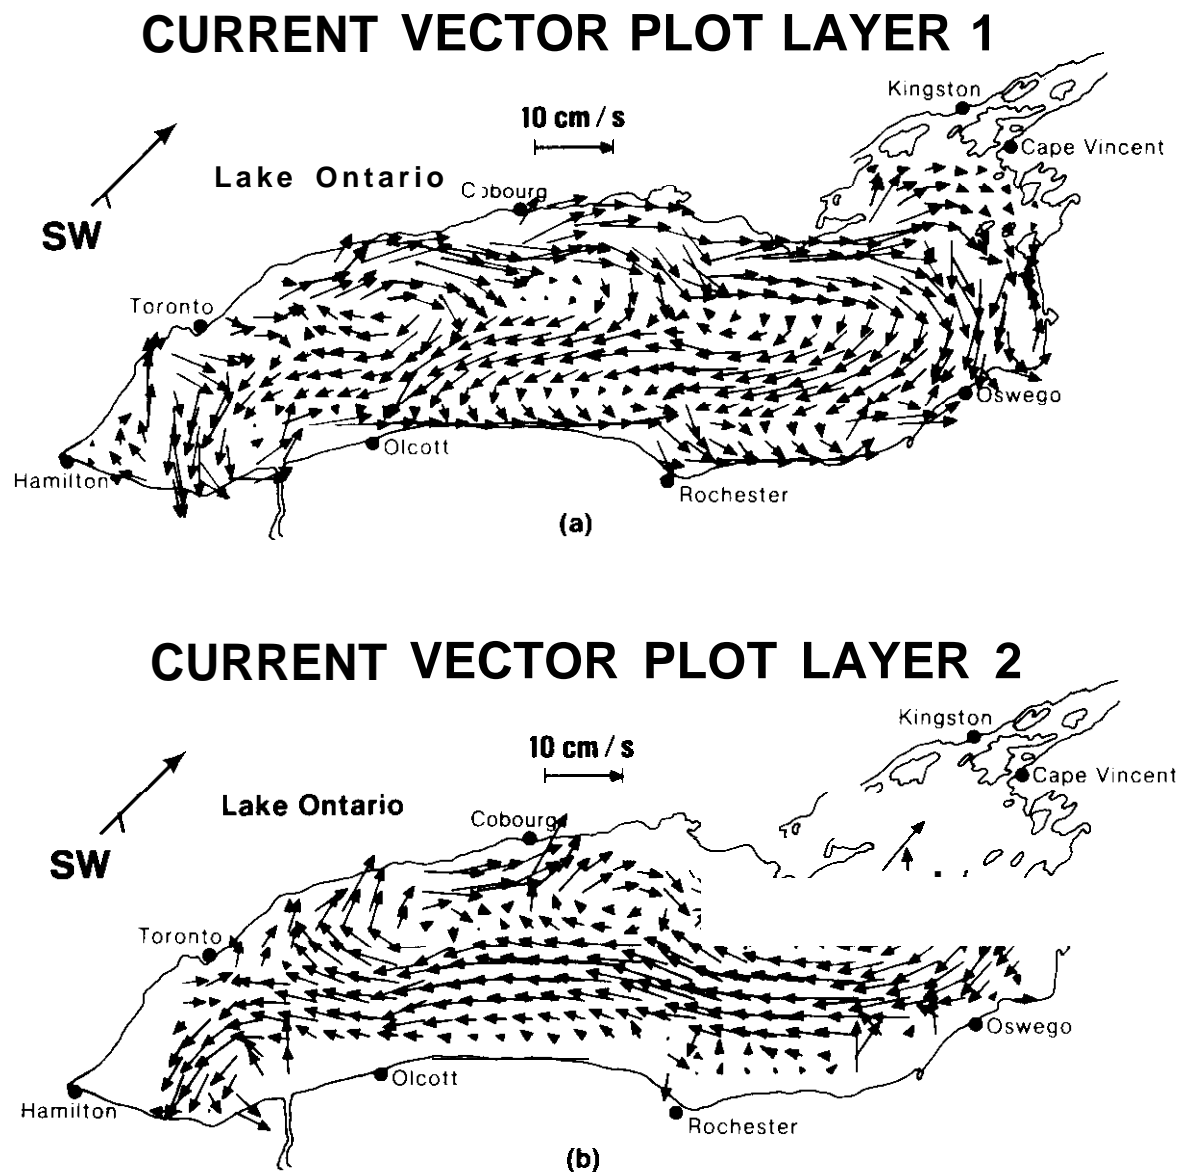 CURRENT VECTOR PLOT LAYER 1
Kingston
10 cm / s
Cape Vincent
Lake Ontario
Cobourg
SW
Toronto
Oswego
Olcott
Hamilton
Rochester
(a)
CURRENT VECTOR PLOT LAYER 2
Kingston
10 cm / s
Cape Vincent
Lake Ontario
Cobourg
SW
Toronto
Oswego
Olcott
Hamilton
Rochester
(b)